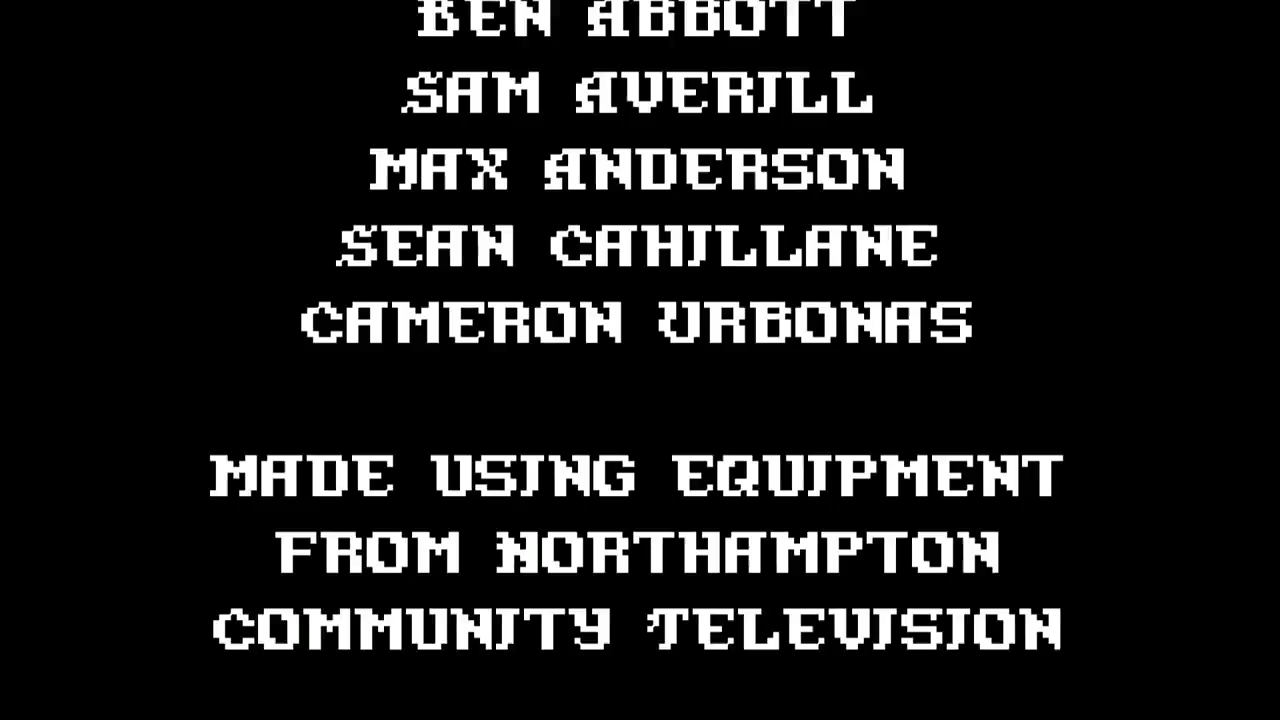 BEN ABBOTT
SAM AVERILL
MAX ANDERSON
SEAN CAHILLANE
CAMERON URBONAS
MADE USING EQUIPMENT
FROM NORTHAMPTON
COMMUNITY TELEVISION